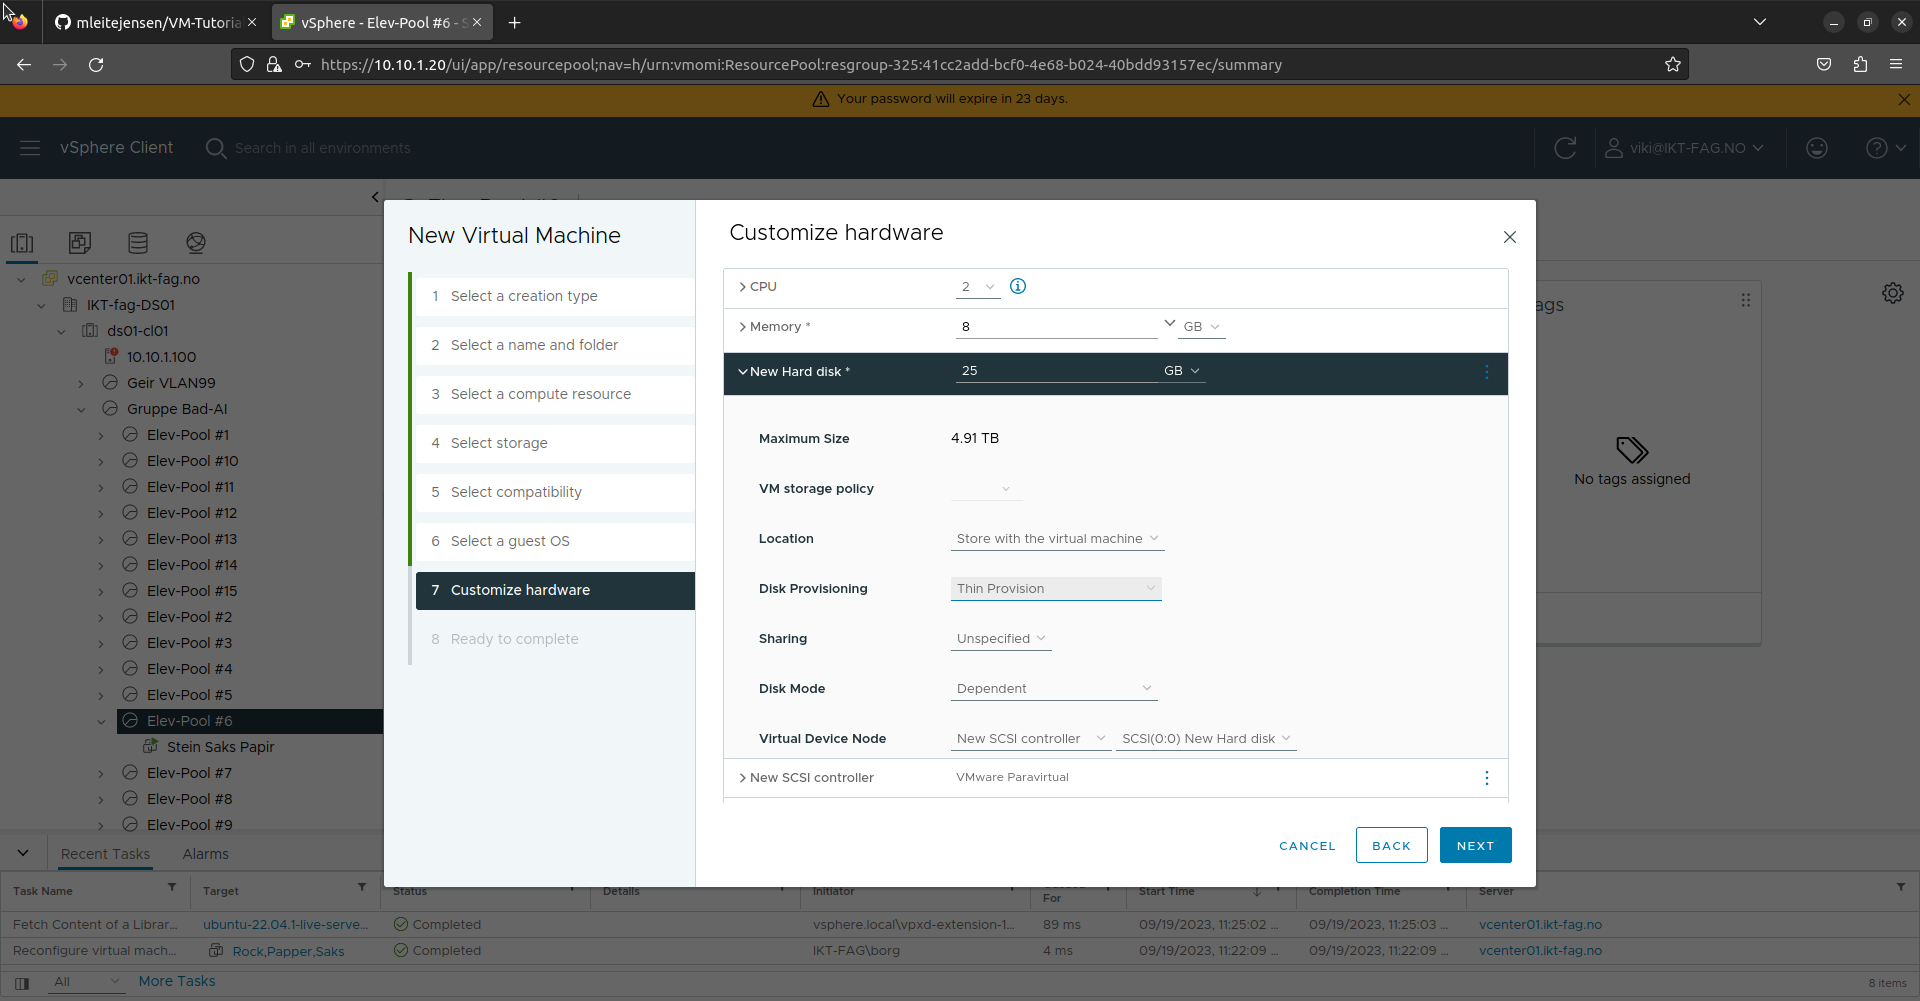 mleitejensen/VM-Tutoria
vSphere - Elev-Pool #6 - S
https://10.10.1.20/ui/app/resourcepool;nav=h/urn:vmomi:ResourcePool:resgroup-325:41cc2add-bcf0-4e68-b024-40bdd93157ec/summary
Your password will expire in 23 days.
vSphere Client
Search in all environments
viki@IKT-FAG.NO
vcenter01.ikt-fag.no
IKT-fag-DS01
ds01-cl01
10.10.1.100
Geir VLAN99
Gruppe Bad-AI
Elev-Pool #1
Elev-Pool #10
Elev-Pool #11
Elev-Pool #12
Elev-Pool #13
Elev-Pool #14
Elev-Pool #15
Elev-Pool #2
Elev-Pool #3
Elev-Pool #4
Elev-Pool #5
Elev-Pool #6
Stein Saks Papir
Elev-Pool #7
Elev-Pool #8
Elev-Pool #9
New Virtual Machine
1 Select a creation type
2 Select a name and folder
3 Select a compute resource
4 Select storage
5 Select compatibility
6 Select a guest OS
7 Customize hardware
8 Ready to complete
Customize hardware
CPU 2
Memory * 8 GB
New Hard disk * 25 GB
Maximum Size 4.91 TB
VM storage policy
Location Store with the virtual machine
Disk Provisioning Thin Provision
Sharing Unspecified
Disk Mode Dependent
Virtual Device Node New SCSI controller SCSI(0:0) New Hard disk
New SCSI controller VMware Paravirtual
CANCEL BACK NEXT
ags
No tags assigned
Recent Tasks Alarms
Task Name Target Status Details Initiator For Start Time Completion Time Server
Fetch Content of a Librar... ubuntu-22.04.1-live-serve... Completed vsphere.local\vpxd-extension-1... 89 ms 09/19/2023, 11:25:02 ... 09/19/2023, 11:25:03 ... vcenter01.ikt-fag.no
Reconfigure virtual mach... Rock,Papper,Saks Completed IKT-FAG\borg 4 ms 09/19/2023, 11:22:09 ... 09/19/2023, 11:22:09 ... vcenter01.ikt-fag.no
All More Tasks
8 items